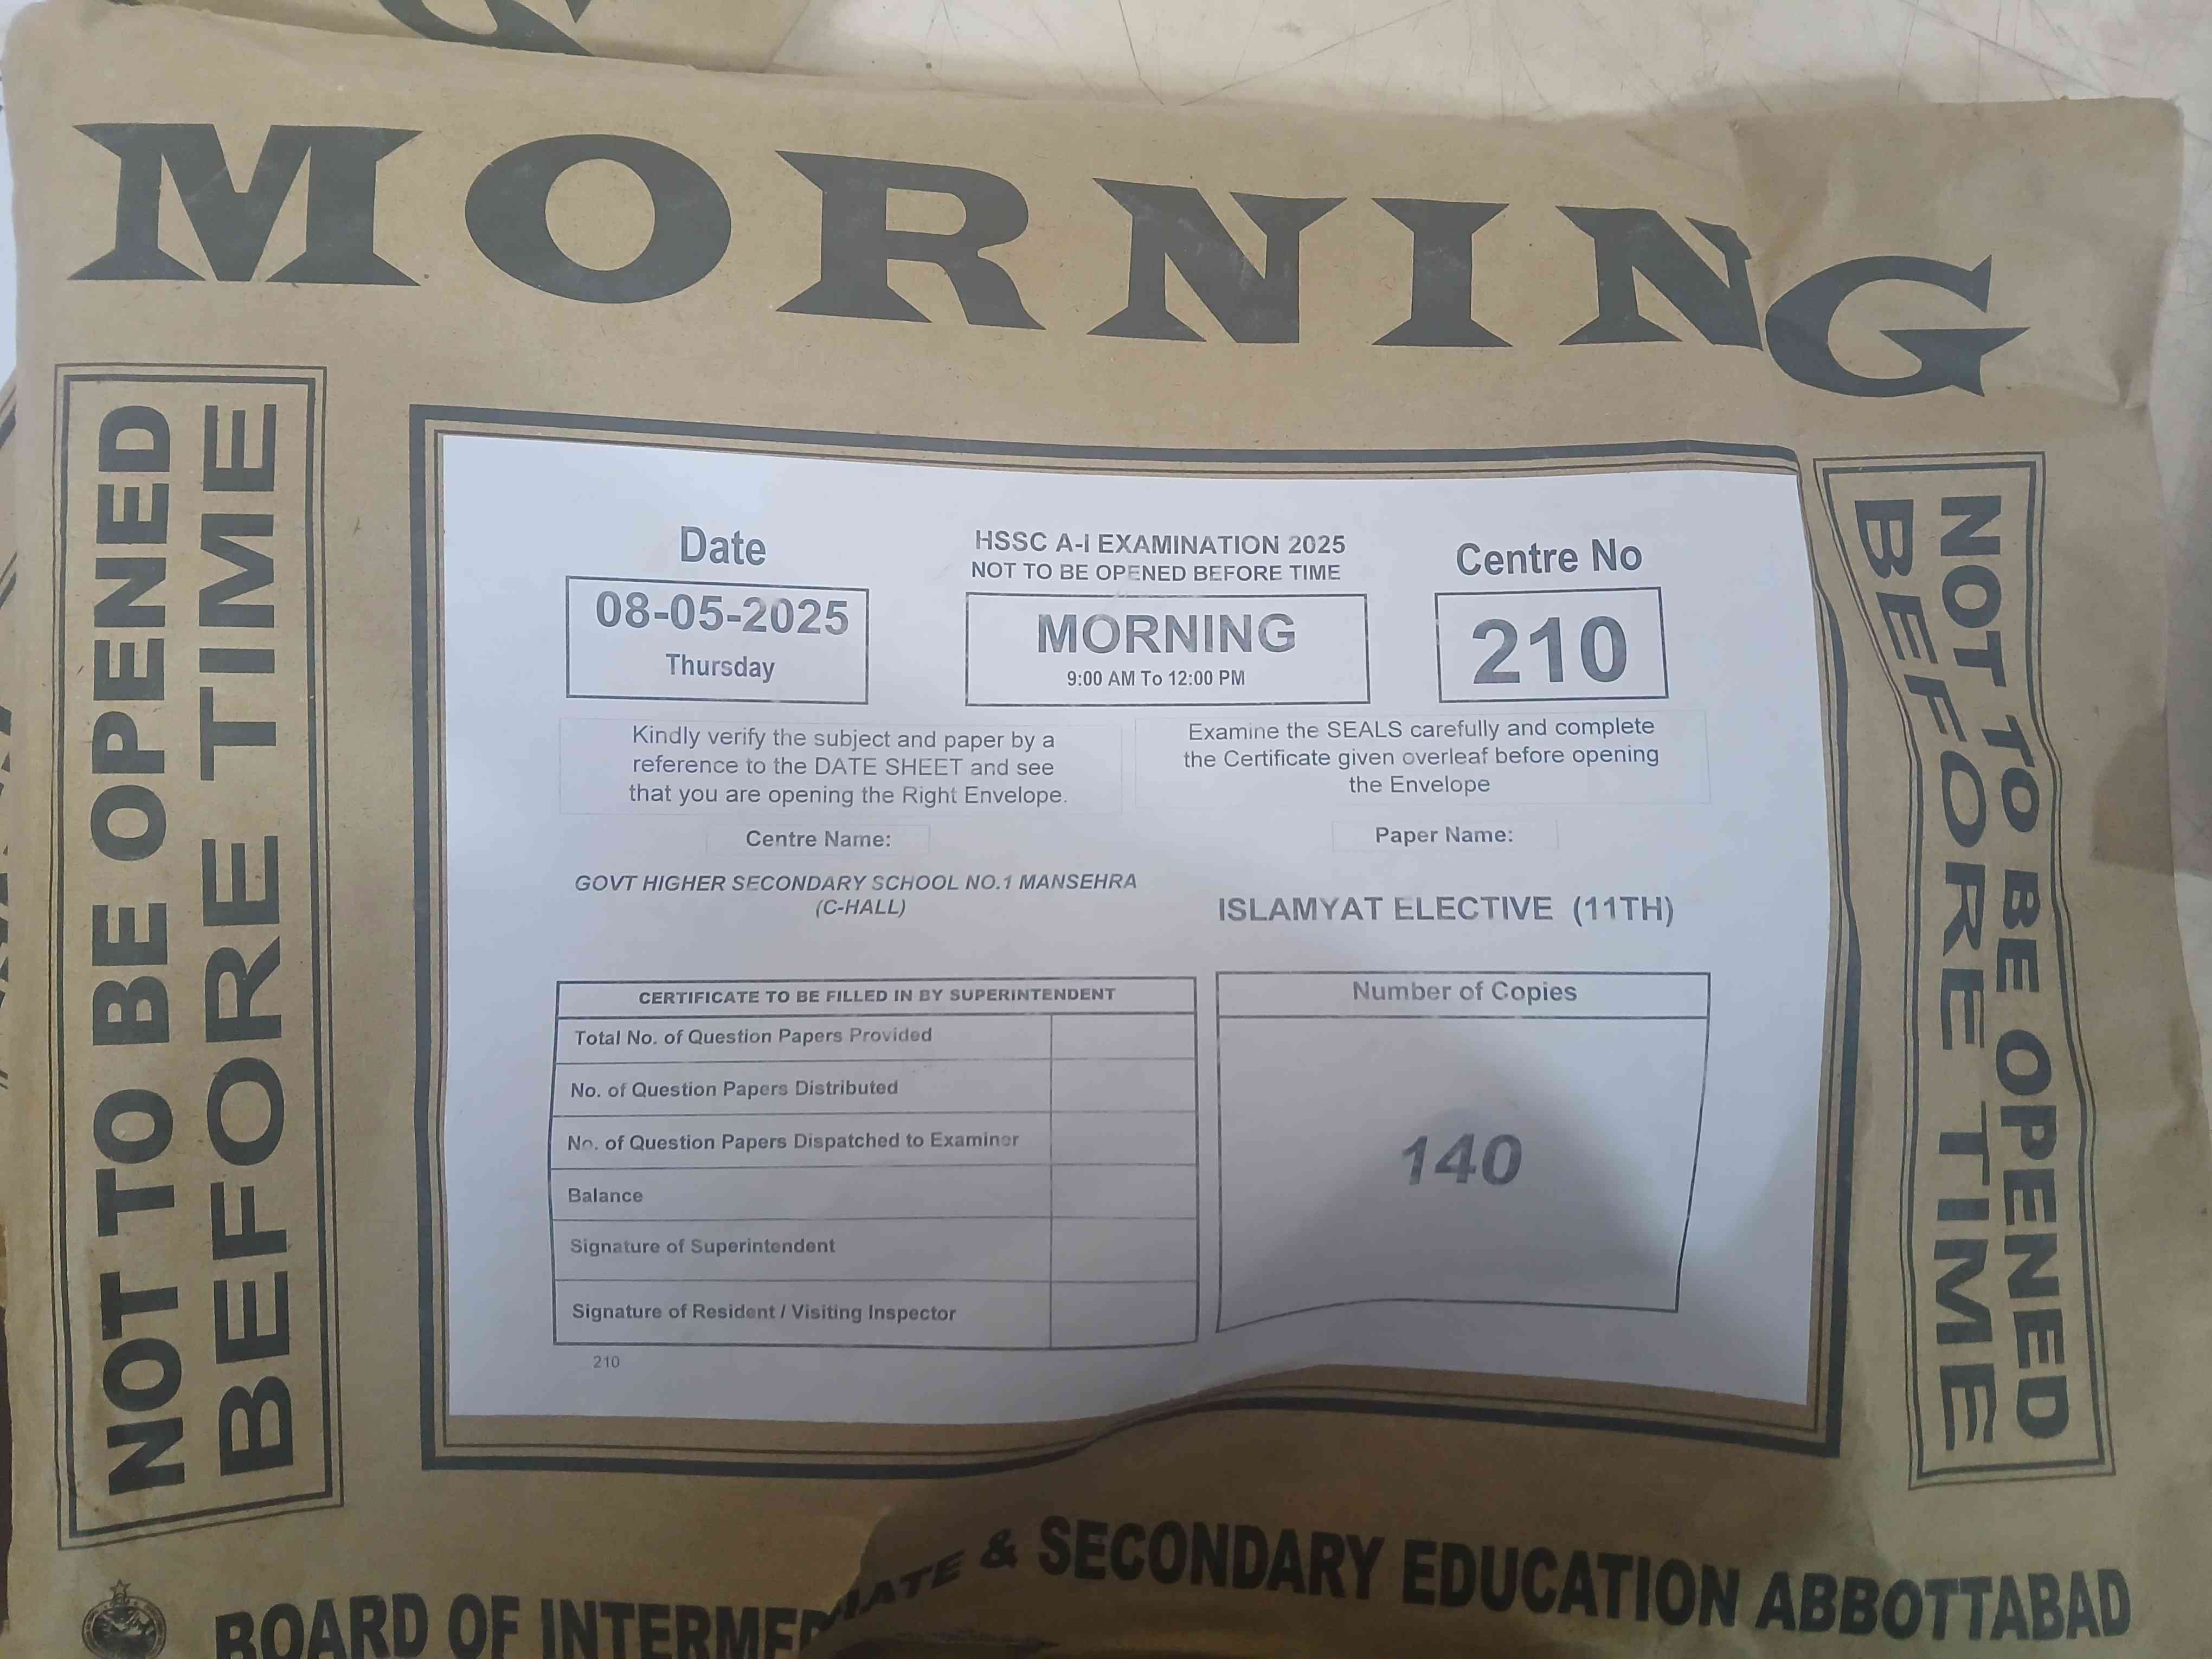 MORNING
NOT TO BE OPENED
BEFORE TIME
Date
08-05-2025
Thursday
HSSC A-I EXAMINATION 2025
NOT TO BE OPENED BEFORE TIME
MORNING
9:00 AM To 12:00 PM
Centre No
210
Kindly verify the subject and paper by a
reference to the DATE SHEET and see
that you are opening the Right Envelope.
Examine the SEALS carefully and complete
the Certificate given overleaf before opening
the Envelope
Centre Name:
GOVT HIGHER SECONDARY SCHOOL NO.1 MANSEHRA
(C-HALL)
Paper Name:
ISLAMYAT ELECTIVE (11TH)
CERTIFICATE TO BE FILLED IN BY SUPERINTENDENT
Total No. of Question Papers Provided
No. of Question Papers Distributed
No. of Question Papers Dispatched to Examiner
Balance
Signature of Superintendent
Signature of Resident / Visiting Inspector
Number of Copies
140
210
NOT TO BE OPENED
BEFORE TIME
BOARD OF INTERMEDIATE & SECONDARY EDUCATION ABBOTTABAD